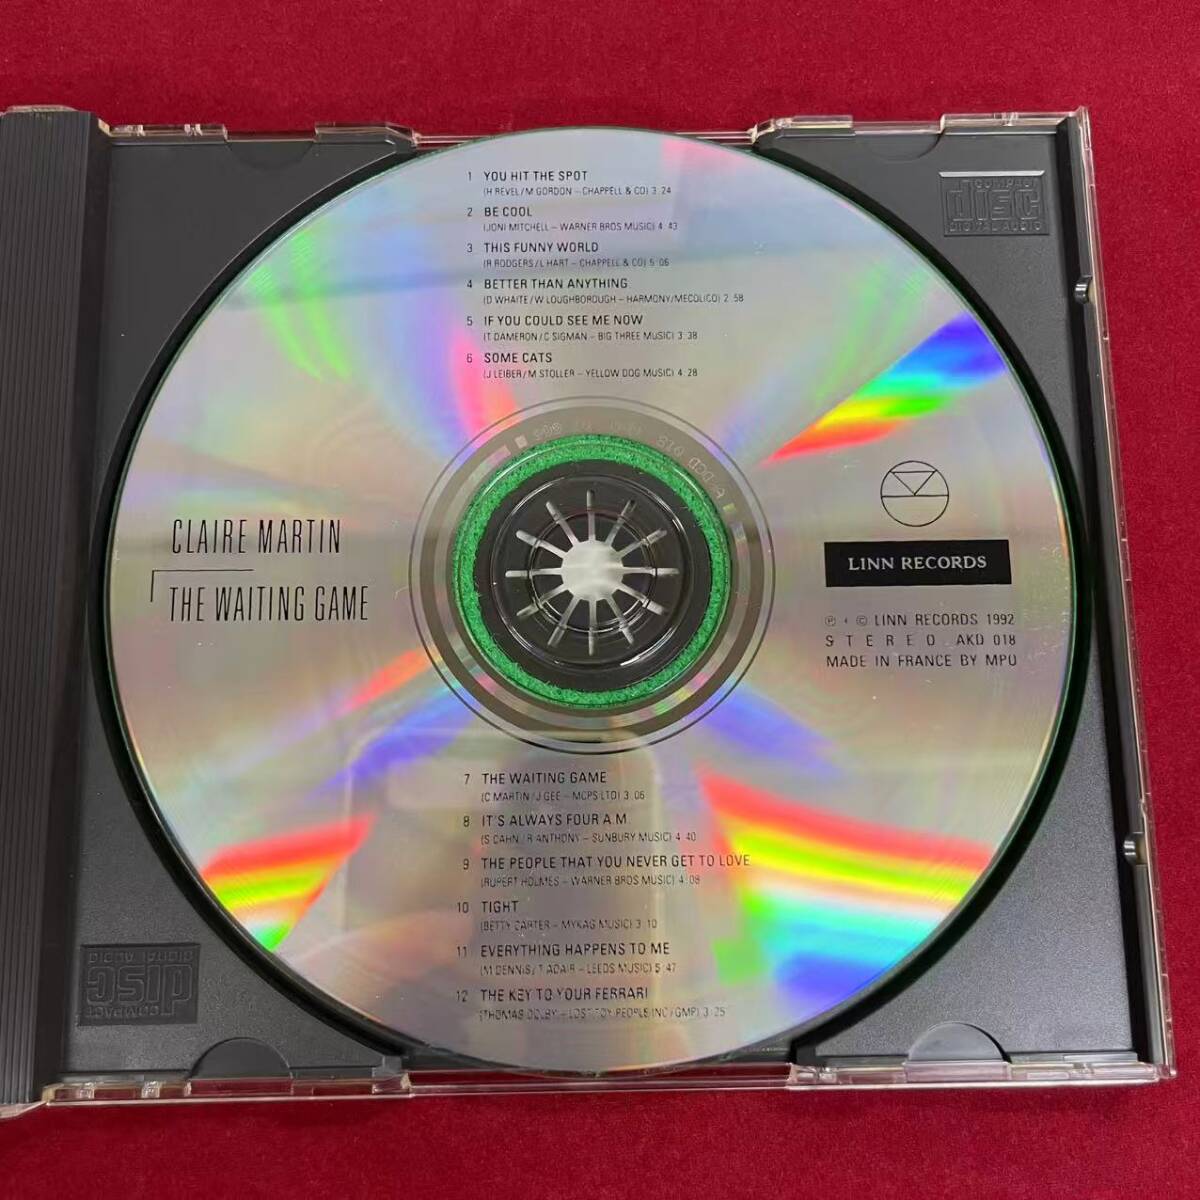 1 YOU HIT THE SPOT
(H REVEL/M GORDON – CHAPPELL & CO) 3:24
2 BE COOL
(JONI MITCHELL – WARNER BROS MUSIC) 4:43
3 THIS FUNNY WORLD
(R RODGERS/L HART – CHAPPELL & CO) 5:06
4 BETTER THAN ANYTHING
(D WHAITE/W LOUGHBOROUGH – HARMONY/MECOLICO) 2:58
5 IF YOU COULD SEE ME NOW
(T DAMERON/C SIGMAN – BIG THREE MUSIC) 3:38
6 SOME CATS
(J LEIBER/M STOLLER – YELLOW DOG MUSIC) 4:28
COMPACT
disc
DIGITAL AUDIO
CLAIRE MARTIN
THE WAITING GAME
LINN RECORDS
℗ + © LINN RECORDS 1992
STEREO AKD 018
MADE IN FRANCE BY MPO
7 THE WAITING GAME
(C MARTIN/J GEE – MCPS LTD) 3:06
8 IT'S ALWAYS FOUR A.M.
(S CAHN/R ANTHONY – SUNBURY MUSIC) 4:40
9 THE PEOPLE THAT YOU NEVER GET TO LOVE
(RUPERT HOLMES – WARNER BROS MUSIC) 4:08
10 TIGHT
(BETTY CARTER – MYKAG MUSIC) 3:10
11 EVERYTHING HAPPENS TO ME
(M DENNIS/T ADAIR – LEEDS MUSIC) 5:47
12 THE KEY TO YOUR FERRARI
(THOMAS DOLBY – LOST TOY PEOPLE INC/GMP) 3:25
COMPACT
disc
DIGITAL AUDIO